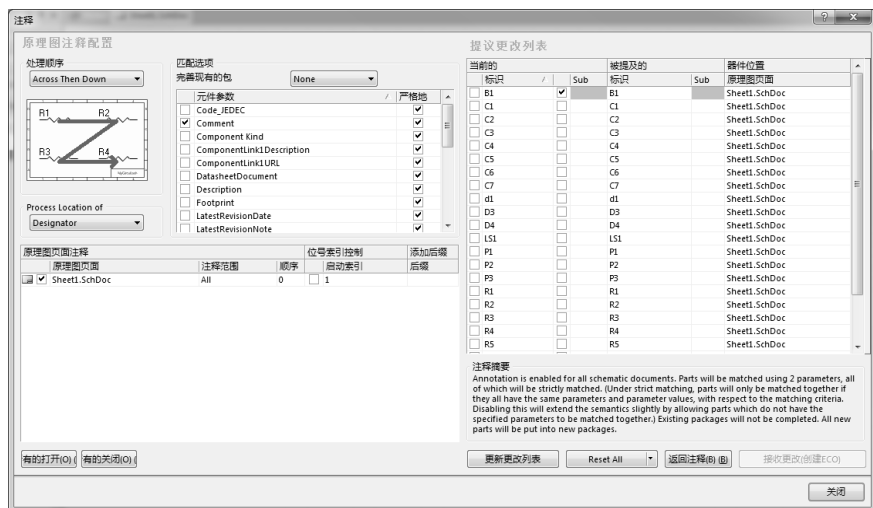 注释
原理图注释配置
处理顺序
Across Then Down
R1
R2
R3
R4
Process Location of
Designator
匹配选项
完善现有的包
None
元件参数 严格地
Code_JEDEC
Comment
Component Kind
ComponentLink1Description
ComponentLink1URL
DatasheetDocument
Description
Footprint
LatestRevisionDate
LatestRevisionNote
原理图页面注释 位号索引控制 添加后缀
原理图页面 注释范围 顺序 启动索引 后缀
Sheet1.SchDoc All 0 1
有的打开(O) (
有的关闭(O) (
提议更改列表
当前的 被提及的 器件位置
标识 Sub 标识 Sub 原理图页面
B1 B1 Sheet1.SchDoc
C1 C1 Sheet1.SchDoc
C2 C2 Sheet1.SchDoc
C3 C3 Sheet1.SchDoc
C4 C4 Sheet1.SchDoc
C5 C5 Sheet1.SchDoc
C6 C6 Sheet1.SchDoc
C7 C7 Sheet1.SchDoc
d1 d1 Sheet1.SchDoc
D3 D3 Sheet1.SchDoc
D4 D4 Sheet1.SchDoc
LS1 LS1 Sheet1.SchDoc
P1 P1 Sheet1.SchDoc
P2 P2 Sheet1.SchDoc
P3 P3 Sheet1.SchDoc
R1 R1 Sheet1.SchDoc
R2 R2 Sheet1.SchDoc
R3 R3 Sheet1.SchDoc
R4 R4 Sheet1.SchDoc
R5 R5 Sheet1.SchDoc
注释摘要
Annotation is enabled for all schematic documents. Parts will be matched using 2 parameters, all
of which will be strictly matched. (Under strict matching, parts will only be matched together if
they all have the same parameters and parameter values, with respect to the matching criteria.
Disabling this will extend the semantics slightly by allowing parts which do not have the
specified parameters to be matched together.) Existing packages will not be completed. All new
parts will be put into new packages.
更新更改列表
Reset All
返回注释(B) (B)
接收更改(创建ECO)
关闭